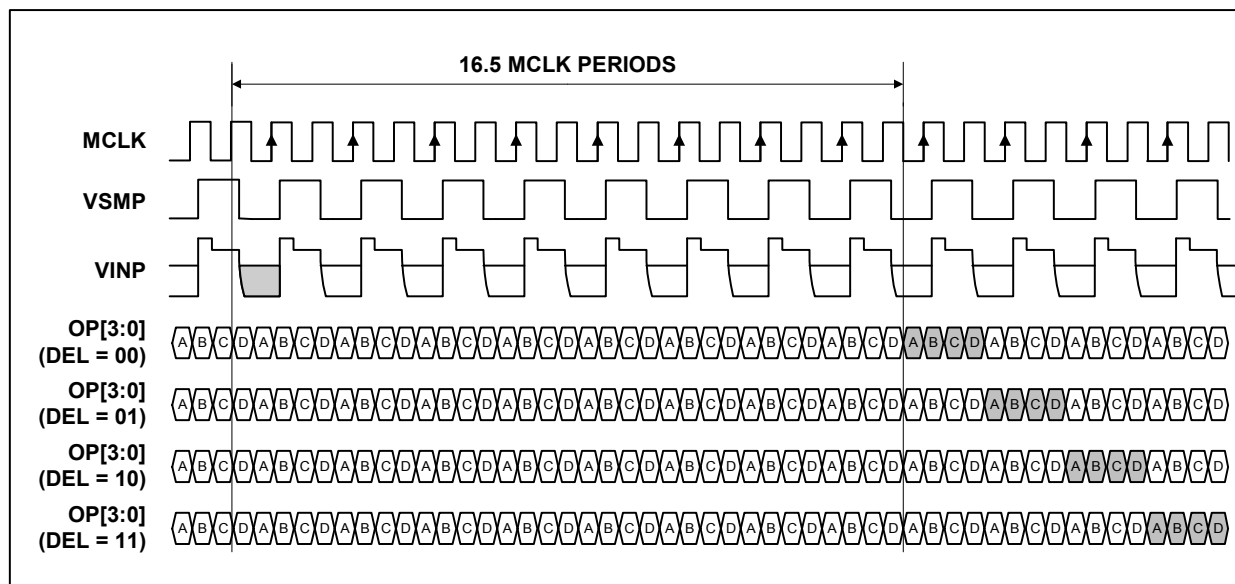 16.5 MCLK PERIODS
MCLK
VSMP
VINP
OP[3:0]
(DEL = 00)
A B C D A B C D A B C D A B C D A B C D A B C D A B C D A B C D A B C D A B C D A B C D A B C D A B C D
OP[3:0]
(DEL = 01)
A B C D A B C D A B C D A B C D A B C D A B C D A B C D A B C D A B C D A B C D A B C D A B C D A B C D
OP[3:0]
(DEL = 10)
A B C D A B C D A B C D A B C D A B C D A B C D A B C D A B C D A B C D A B C D A B C D A B C D A B C D
OP[3:0]
(DEL = 11)
A B C D A B C D A B C D A B C D A B C D A B C D A B C D A B C D A B C D A B C D A B C D A B C D A B C D